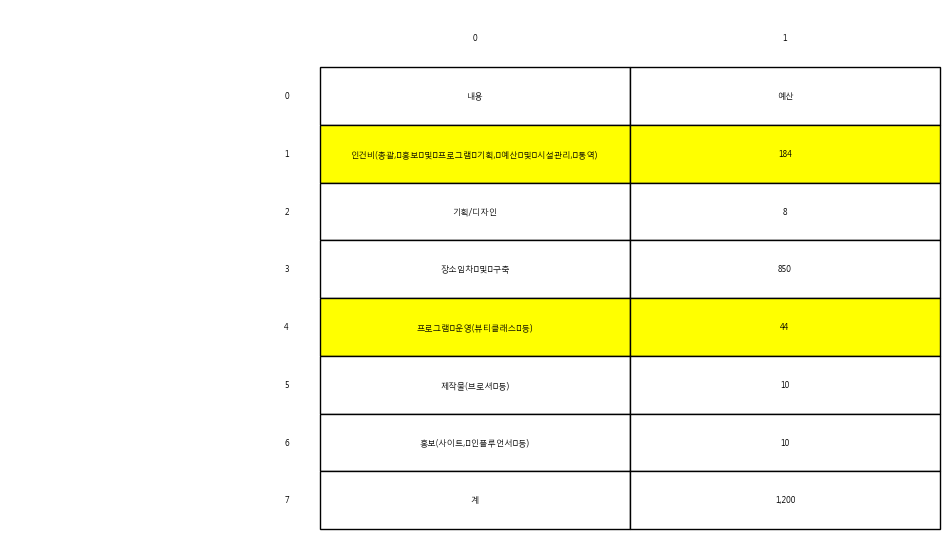 0 1
0 내용 예산
1 인건비(총괄, 홍보 및 프로그램 기획, 예산 및 시설관리, 통역) 184
2 기획/디자인 8
3 장소임차 및 구축 850
4 프로그램 운영(뷰티클래스 등) 44
5 제작물(브로셔 등) 10
6 홍보(사이트, 인플루언서 등) 10
7 계 1,200